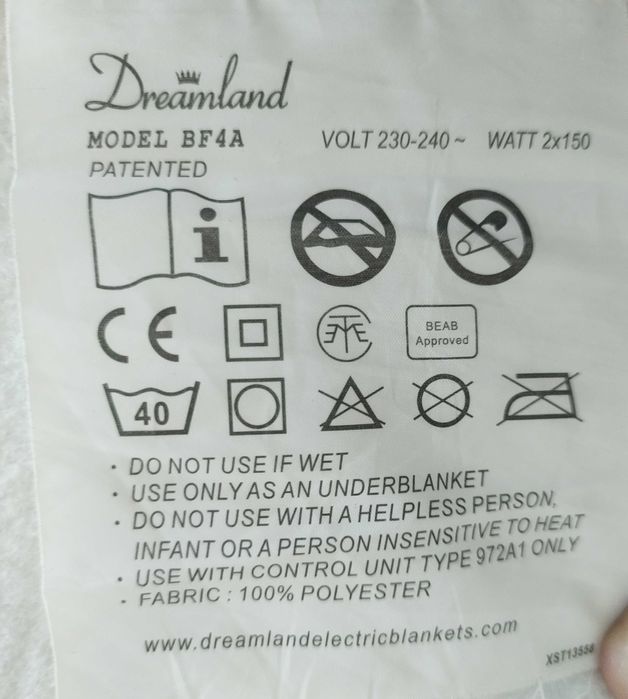 Dreamland
MODEL BF4A VOLT 230-240~ WATT 2x150
PATENTED
i
CE
BEAB
Approved
40
• DO NOT USE IF WET
• USE ONLY AS AN UNDERBLANKET
• DO NOT USE WITH A HELPLESS PERSON,
INFANT OR A PERSON INSENSITIVE TO HEAT
• USE WITH CONTROL UNIT TYPE 972A1 ONLY
• FABRIC : 100% POLYESTER
www.dreamlandelectricblankets.com
XST13558